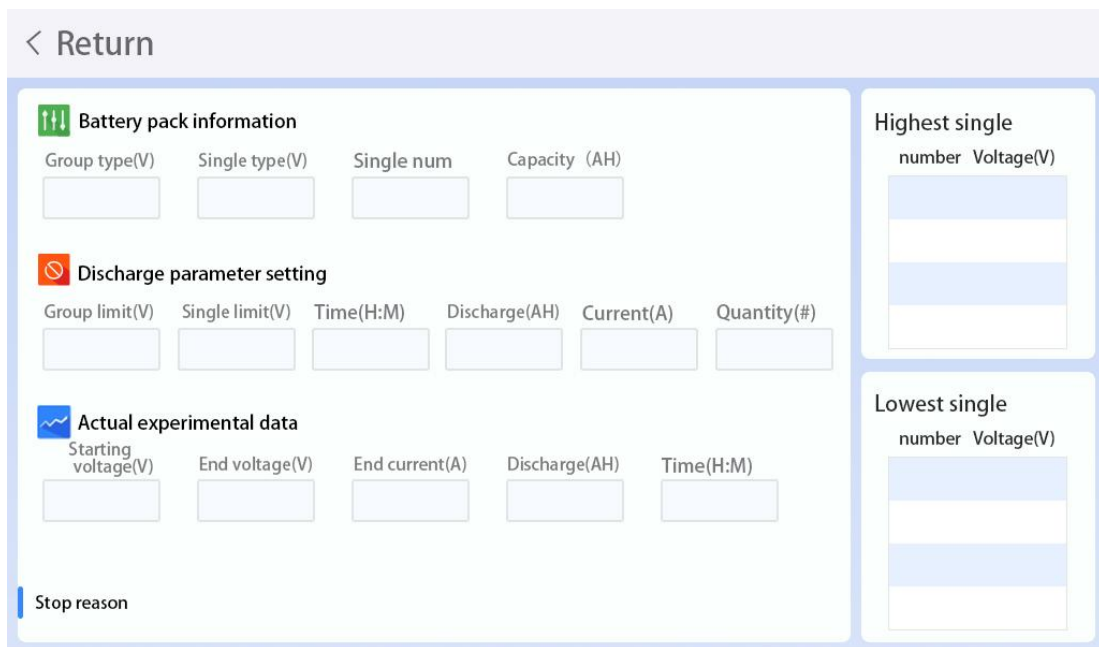 < Return
Battery pack information
Group type(V) Single type(V) Single num Capacity (AH)
Discharge parameter setting
Group limit(V) Single limit(V) Time(H:M) Discharge(AH) Current(A) Quantity(#)
Actual experimental data
Starting
voltage(V) End voltage(V) End current(A) Discharge(AH) Time(H:M)
Stop reason
Highest single
number Voltage(V)
Lowest single
number Voltage(V)